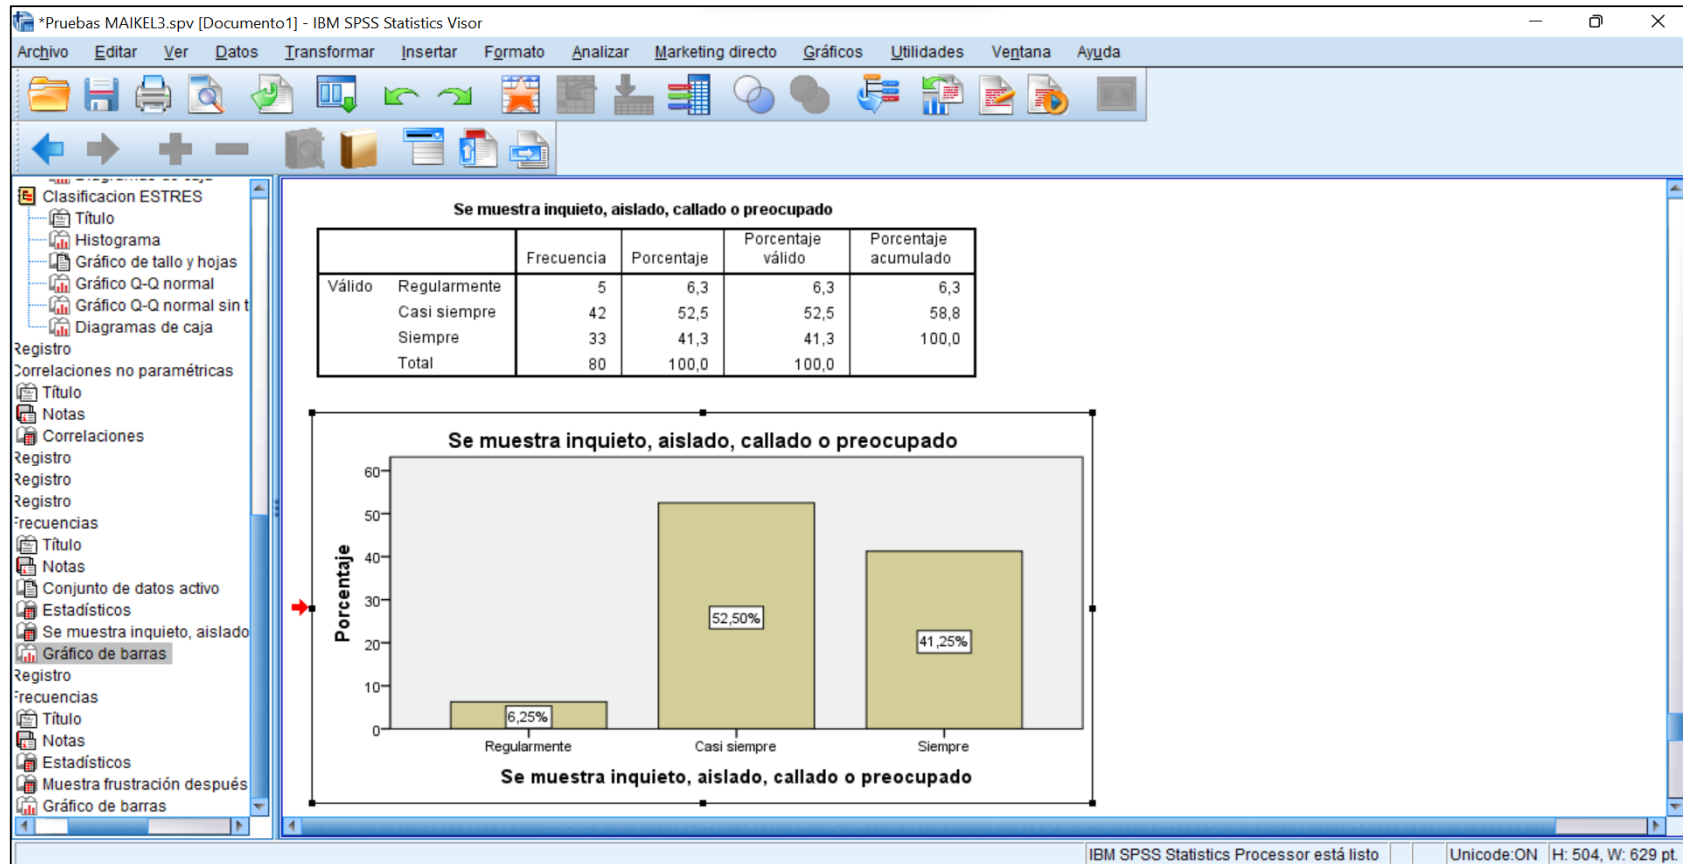 *Pruebas MAIKEL3.spv [Documento1] - IBM SPSS Statistics Visor
Archivo Editar Ver Datos Transformar Insertar Formato Analizar Marketing directo Gráficos Utilidades Ventana Ayuda
Clasificacion ESTRES
Título
Histograma
Gráfico de tallo y hojas
Gráfico Q-Q normal
Gráfico Q-Q normal sin t
Diagramas de caja
Registro
Correlaciones no paramétricas
Título
Notas
Correlaciones
Registro
Registro
Registro
Frecuencias
Título
Notas
Conjunto de datos activo
Estadísticos
Se muestra inquieto, aislado
Gráfico de barras
Registro
Frecuencias
Título
Notas
Estadísticos
Muestra frustración después
Gráfico de barras
Se muestra inquieto, aislado, callado o preocupado
Frecuencia Porcentaje Porcentaje válido Porcentaje acumulado
Válido Regularmente 5 6,3 6,3 6,3
Casi siempre 42 52,5 52,5 58,8
Siempre 33 41,3 41,3 100,0
Total 80 100,0 100,0
Se muestra inquieto, aislado, callado o preocupado
Porcentaje
60
50
40
30
20
10
0
52,50%
41,25%
6,25%
Regularmente Casi siempre Siempre
Se muestra inquieto, aislado, callado o preocupado
IBM SPSS Statistics Processor está listo Unicode:ON H: 504, W: 629 pt.